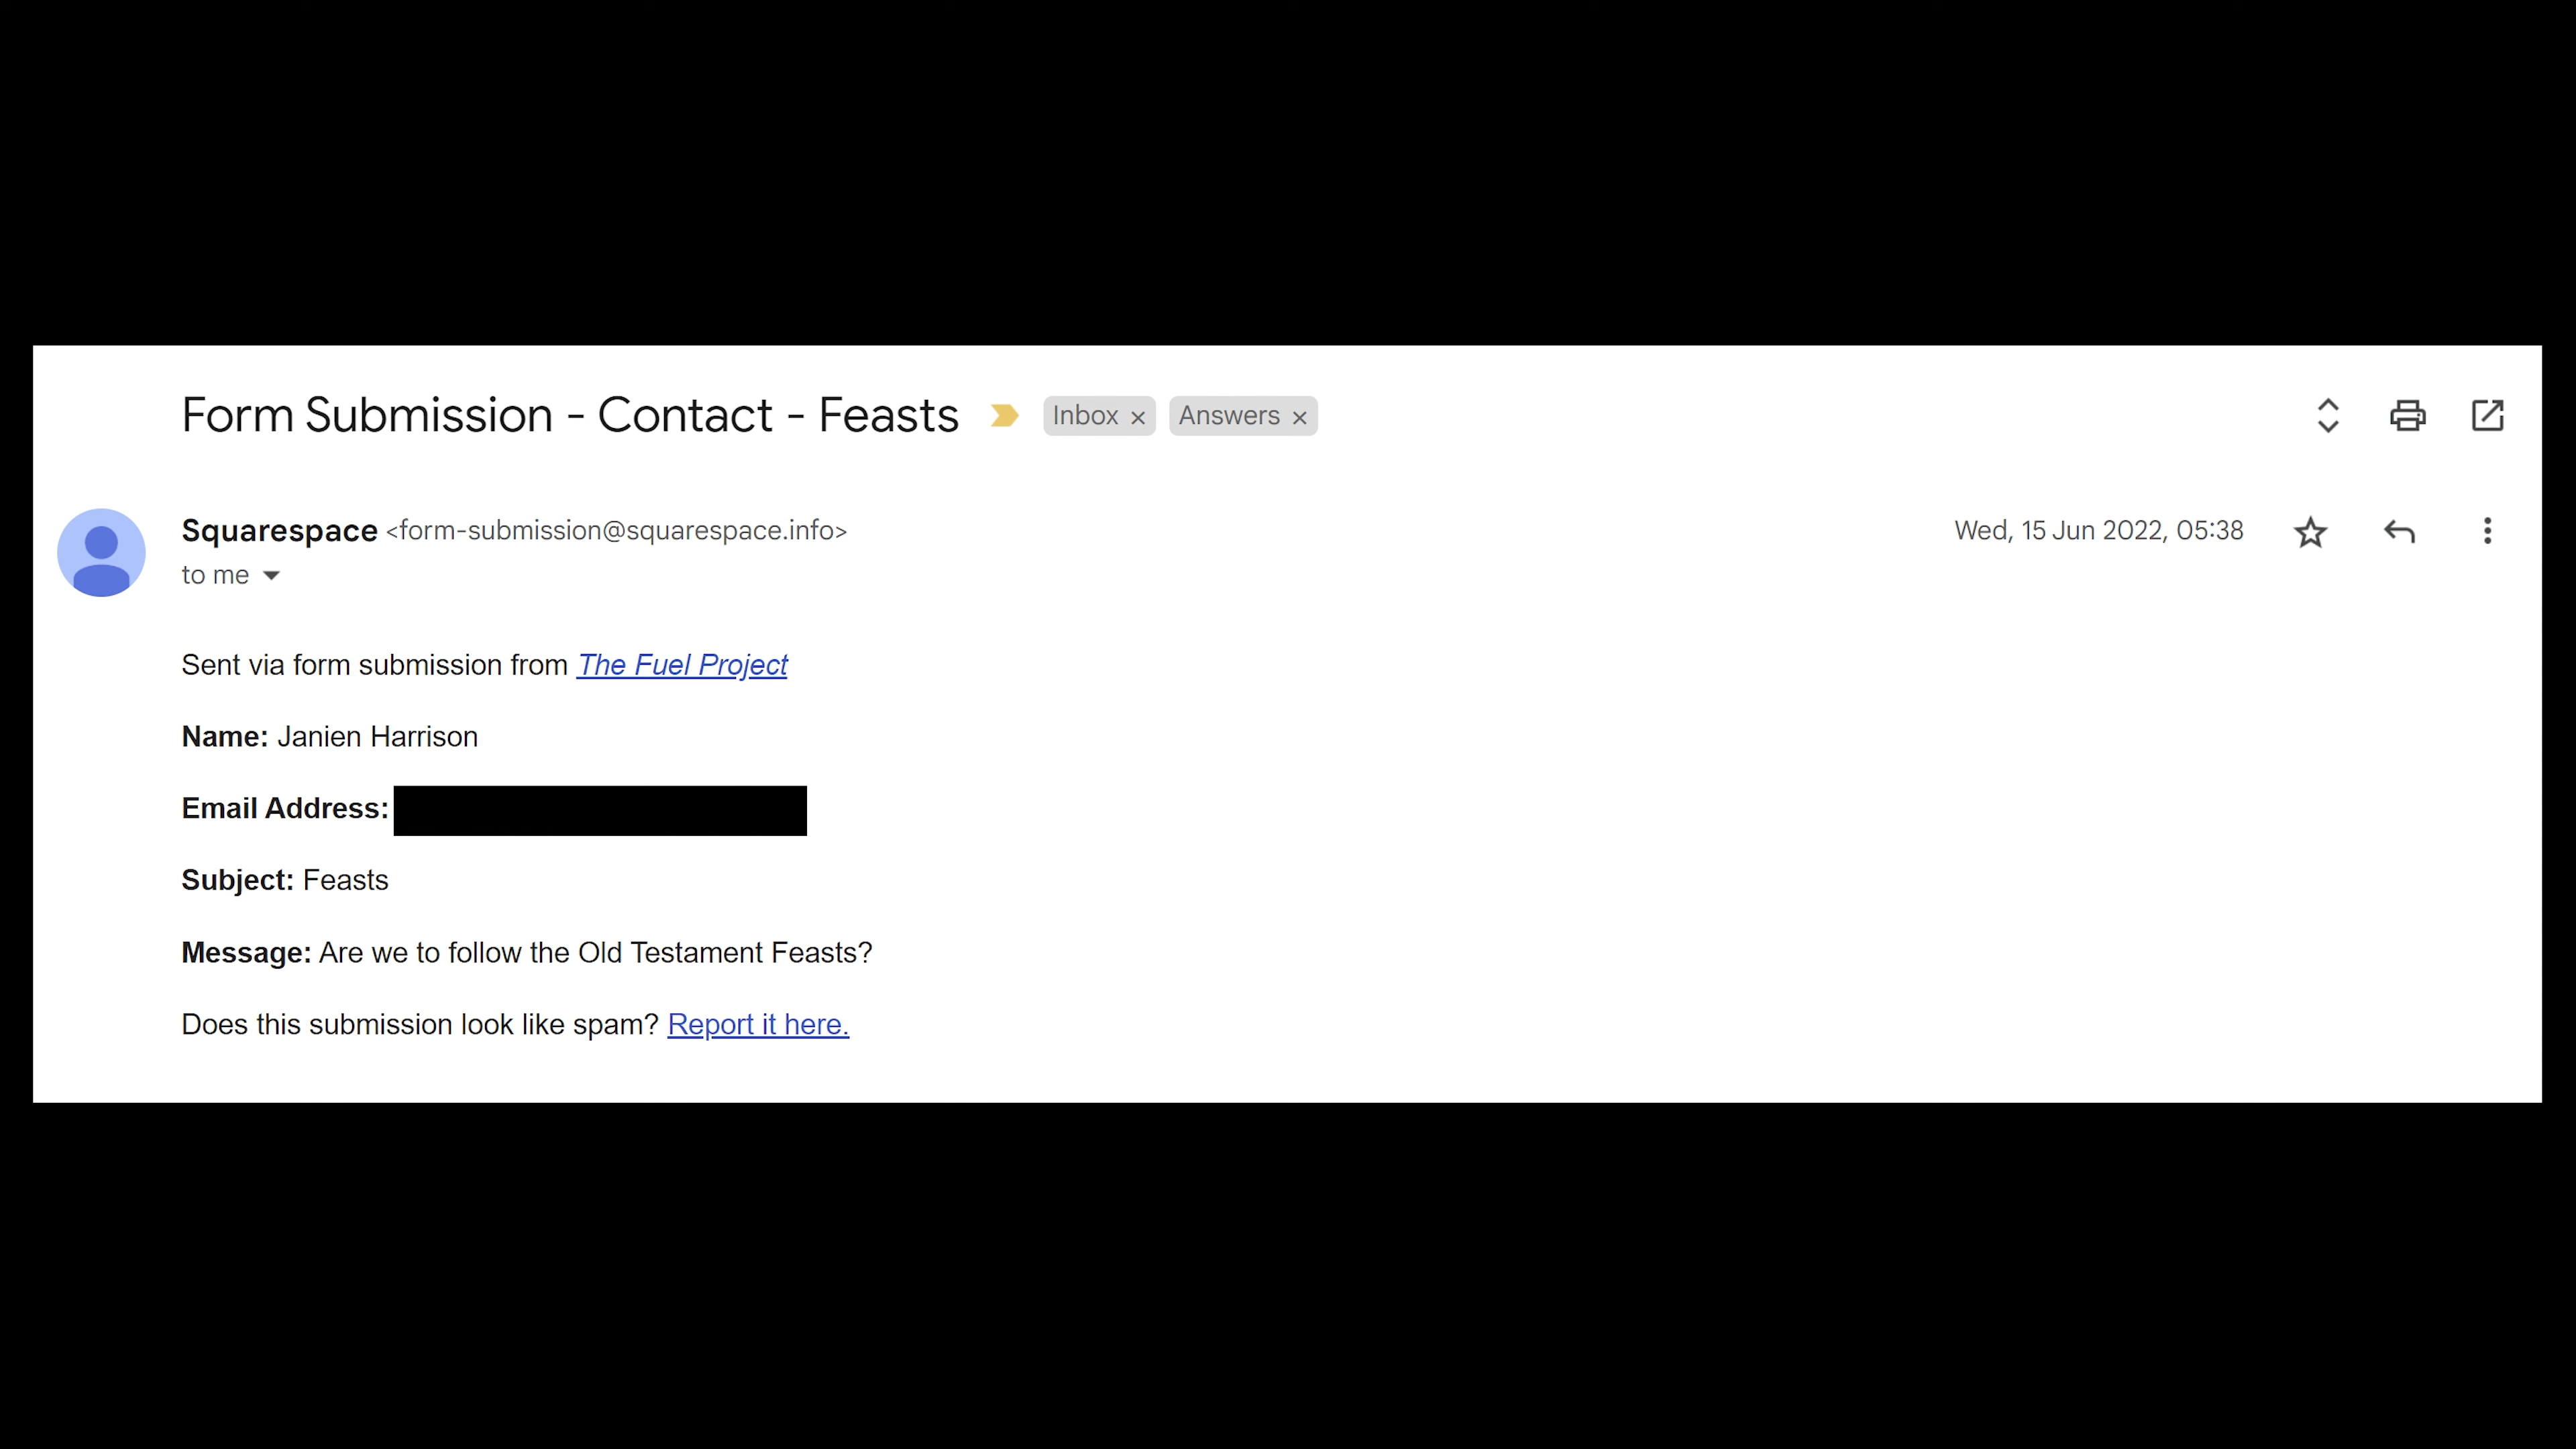 Form Submission - Contact - Feasts Inbox × Answers ×
Squarespace <form-submission@squarespace.info> Wed, 15 Jun 2022, 05:38
to me
Sent via form submission from The Fuel Project
Name: Janien Harrison
Email Address:
Subject: Feasts
Message: Are we to follow the Old Testament Feasts?
Does this submission look like spam? Report it here.